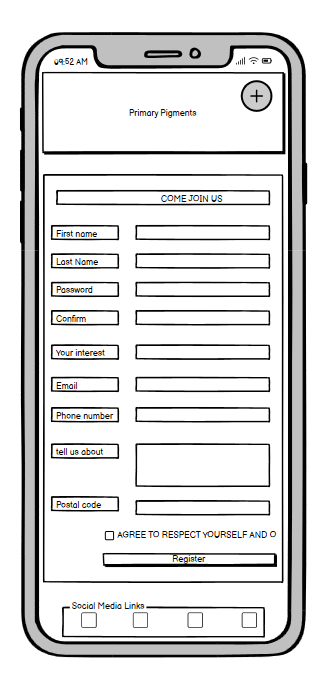 09:52 AM
Primary Pigments
COME JOIN US
First name
Last Name
Password
Confirm
Your interest
Email
Phone number
tell us about
Postal code
AGREE TO RESPECT YOURSELF AND O
Register
Social Media Links